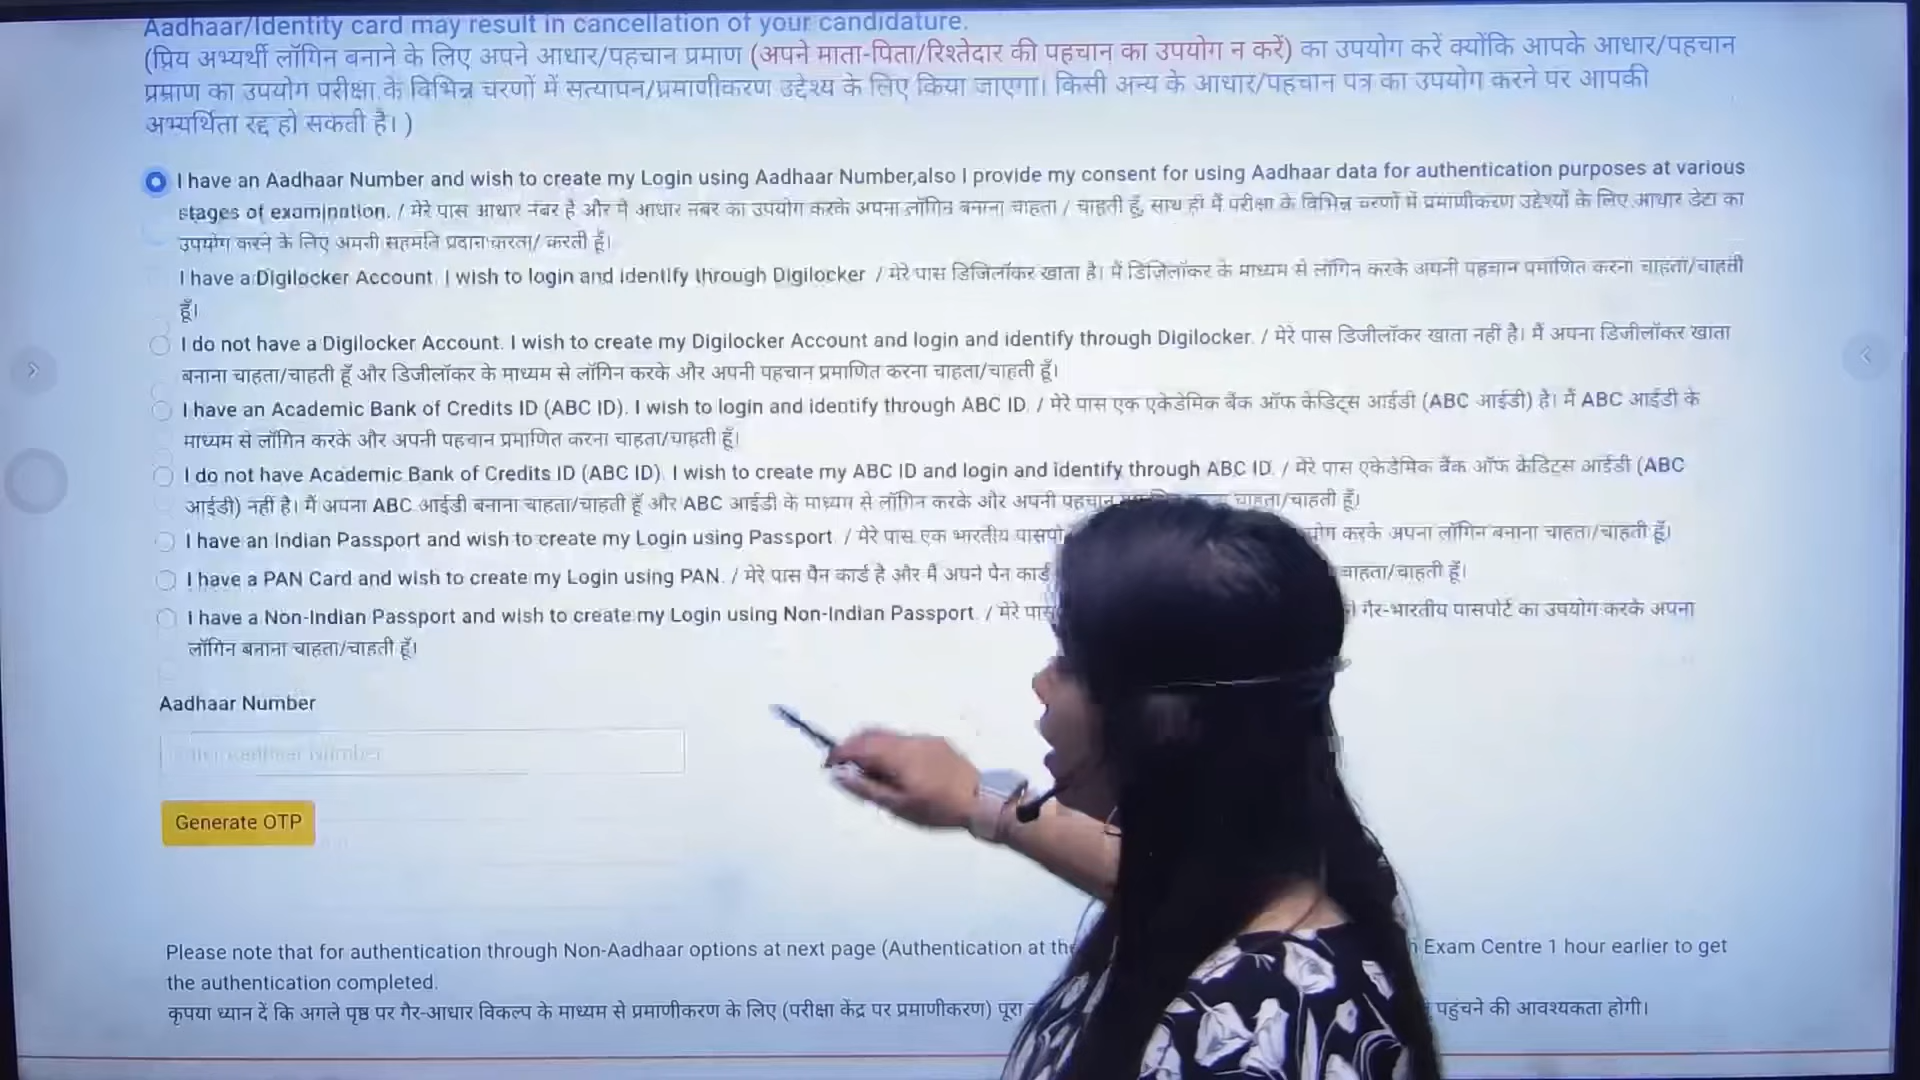 Aadhaar/Identity card may result in cancellation of your candidature.
(प्रिय अभ्यर्थी लॉगिन बनाने के लिए अपने आधार/पहचान प्रमाण (अपने माता-पिता/रिश्तेदार की पहचान का उपयोग न करें) का उपयोग करें क्योंकि आपके आधार/पहचान
प्रमाण का उपयोग परीक्षा के विभिन्न चरणों में सत्यापन/प्रमाणीकरण उद्देश्य के लिए किया जाएगा। किसी अन्य के आधार/पहचान पत्र का उपयोग करने पर आपकी
अभ्यर्थिता रद्द हो सकती है। )
I have an Aadhaar Number and wish to create my Login using Aadhaar Number,also I provide my consent for using Aadhaar data for authentication purposes at various
stages of examination. / मेरे पास आधार नंबर है और मैं आधार नंबर का उपयोग करके अपना लॉगिन बनाना चाहता / चाहती हूँ, साथ ही मैं परीक्षा के विभिन्न चरणों में प्रमाणीकरण उद्देश्यों के लिए आधार डेटा का
उपयोग करने के लिए अपनी सहमति प्रदान करता/ करती हूँ।
I have a Digilocker Account. I wish to login and identify through Digilocker / मेरे पास डिजिलॉकर खाता है। मैं डिजिलॉकर के माध्यम से लॉगिन करके अपनी पहचान प्रमाणित करना चाहता/चाहती
हूँ।
I do not have a Digilocker Account. I wish to create my Digilocker Account and login and identify through Digilocker. / मेरे पास डिजीलॉकर खाता नहीं है। मैं अपना डिजीलॉकर खाता
बनाना चाहता/चाहती हूँ और डिजीलॉकर के माध्यम से लॉगिन करके और अपनी पहचान प्रमाणित करना चाहता/चाहती हूँ।
I have an Academic Bank of Credits ID (ABC ID). I wish to login and identify through ABC ID. / मेरे पास एक एकेडेमिक बैंक ऑफ क्रेडिट्स आईडी (ABC आईडी) है। मैं ABC आईडी के
माध्यम से लॉगिन करके और अपनी पहचान प्रमाणित करना चाहता/चाहती हूँ।
I do not have Academic Bank of Credits ID (ABC ID). I wish to create my ABC ID and login and identify through ABC ID. / मेरे पास एकेडेमिक बैंक ऑफ क्रेडिट्स आईडी (ABC
आईडी) नहीं है। मैं अपना ABC आईडी बनाना चाहता/चाहती हूँ और ABC आईडी के माध्यम से लॉगिन करके और अपनी पहचान चाहता/चाहती हूँ।
I have an Indian Passport and wish to create my Login using Passport. / मेरे पास एक भारतीय करके अपना लॉगिन बनाना चाहता/चाहती हूँ।
I have a PAN Card and wish to create my Login using PAN. / मेरे पास पैन कार्ड है और मैं अपने पैन कार्ड चाहता/चाहती हूँ।
I have a Non-Indian Passport and wish to create my Login using Non-Indian Passport. / मेरे पास गैर-भारतीय पासपोर्ट का उपयोग करके अपना
लॉगिन बनाना चाहता/चाहती हूँ।
Aadhaar Number
Enter Aadhaar Number
Generate OTP
Please note that for authentication through Non-Aadhaar options at next page (Authentication at the Exam Centre 1 hour earlier to get
the authentication completed.
कृपया ध्यान दें कि अगले पृष्ठ पर गैर-आधार विकल्प के माध्यम से प्रमाणीकरण के लिए (परीक्षा केंद्र पर प्रमाणीकरण) पूरा पहुंचने की आवश्यकता होगी।